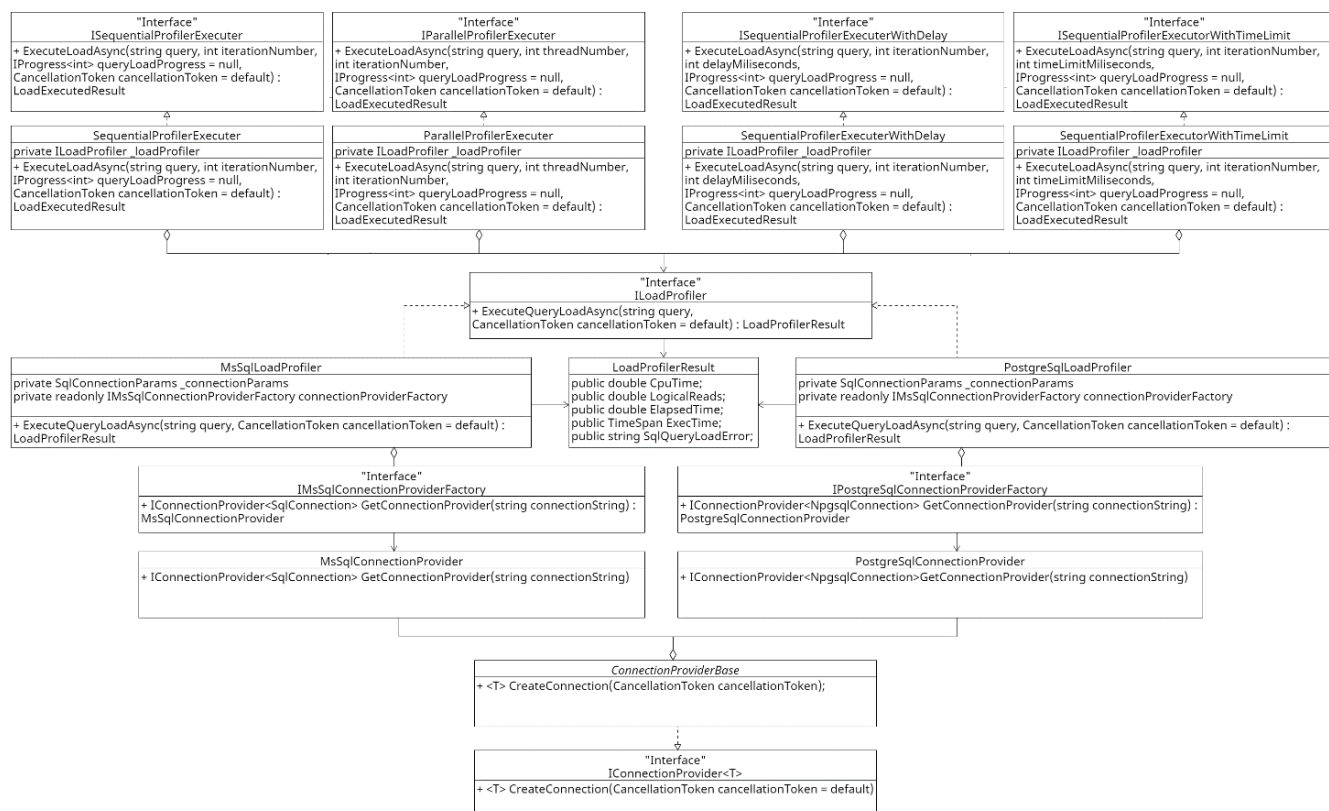 "Interface"
ISequentialProfilerExecuter
+ ExecuteLoadAsync(string query, int iterationNumber,
IProgress<int> queryLoadProgress = null,
CancellationToken cancellationToken = default) :
LoadExecutedResult
"Interface"
IParallelProfilerExecuter
+ ExecuteLoadAsync(string query, int threadNumber,
int iterationNumber,
IProgress<int> queryLoadProgress = null,
CancellationToken cancellationToken = default) :
LoadExecutedResult
"Interface"
ISequentialProfilerExecuterWithDelay
+ ExecuteLoadAsync(string query, int iterationNumber,
int delayMiliseconds,
IProgress<int> queryLoadProgress = null,
CancellationToken cancellationToken = default) :
LoadExecutedResult
"Interface"
ISequentialProfilerExecutorWithTimeLimit
+ ExecuteLoadAsync(string query, int iterationNumber,
int timeLimitMiliseconds,
IProgress<int> queryLoadProgress = null,
CancellationToken cancellationToken = default) :
LoadExecutedResult
SequentialProfilerExecuter
private ILoadProfiler _loadProfiler
+ ExecuteLoadAsync(string query, int iterationNumber,
IProgress<int> queryLoadProgress = null,
CancellationToken cancellationToken = default) :
LoadExecutedResult
ParallelProfilerExecuter
private ILoadProfiler _loadProfiler
+ ExecuteLoadAsync(string query, int threadNumber,
int iterationNumber,
IProgress<int> queryLoadProgress = null,
CancellationToken cancellationToken = default) :
LoadExecutedResult
SequentialProfilerExecuterWithDelay
private ILoadProfiler _loadProfiler
+ ExecuteLoadAsync(string query, int iterationNumber,
int delayMiliseconds,
IProgress<int> queryLoadProgress = null,
CancellationToken cancellationToken = default) :
LoadExecutedResult
SequentialProfilerExecutorWithTimeLimit
private ILoadProfiler _loadProfiler
+ ExecuteLoadAsync(string query, int iterationNumber,
int timeLimitMiliseconds,
IProgress<int> queryLoadProgress = null,
CancellationToken cancellationToken = default) :
LoadExecutedResult
"Interface"
ILoadProfiler
+ ExecuteQueryLoadAsync(string query,
CancellationToken cancellationToken = default) : LoadProfilerResult
MsSqlLoadProfiler
private SqlConnectionParams _connectionParams
private readonly IMsSqlConnectionProviderFactory connectionProviderFactory
+ ExecuteQueryLoadAsync(string query, CancellationToken cancellationToken = default) :
LoadProfilerResult
LoadProfilerResult
public double CpuTime;
public double LogicalReads;
public double ElapsedTime;
public TimeSpan ExecTime;
public string SqlQueryLoadError;
PostgreSqlLoadProfiler
private SqlConnectionParams _connectionParams
private readonly IMsSqlConnectionProviderFactory connectionProviderFactory
+ ExecuteQueryLoadAsync(string query, CancellationToken cancellationToken = default) :
LoadProfilerResult
"Interface"
IMsSqlConnectionProviderFactory
+ IConnectionProvider<SqlConnection> GetConnectionProvider(string connectionString) :
MsSqlConnectionProvider
"Interface"
IPostgreSqlConnectionProviderFactory
+ IConnectionProvider<NpgsqlConnection> GetConnectionProvider(string connectionString) :
PostgreSqlConnectionProvider
MsSqlConnectionProvider
+ IConnectionProvider<SqlConnection> GetConnectionProvider(string connectionString)
PostgreSqlConnectionProvider
+ IConnectionProvider<NpgsqlConnection>GetConnectionProvider(string connectionString)
ConnectionProviderBase
+ <T> CreateConnection(CancellationToken cancellationToken);
"Interface"
IConnectionProvider<T>
+ <T> CreateConnection(CancellationToken cancellationToken = default)